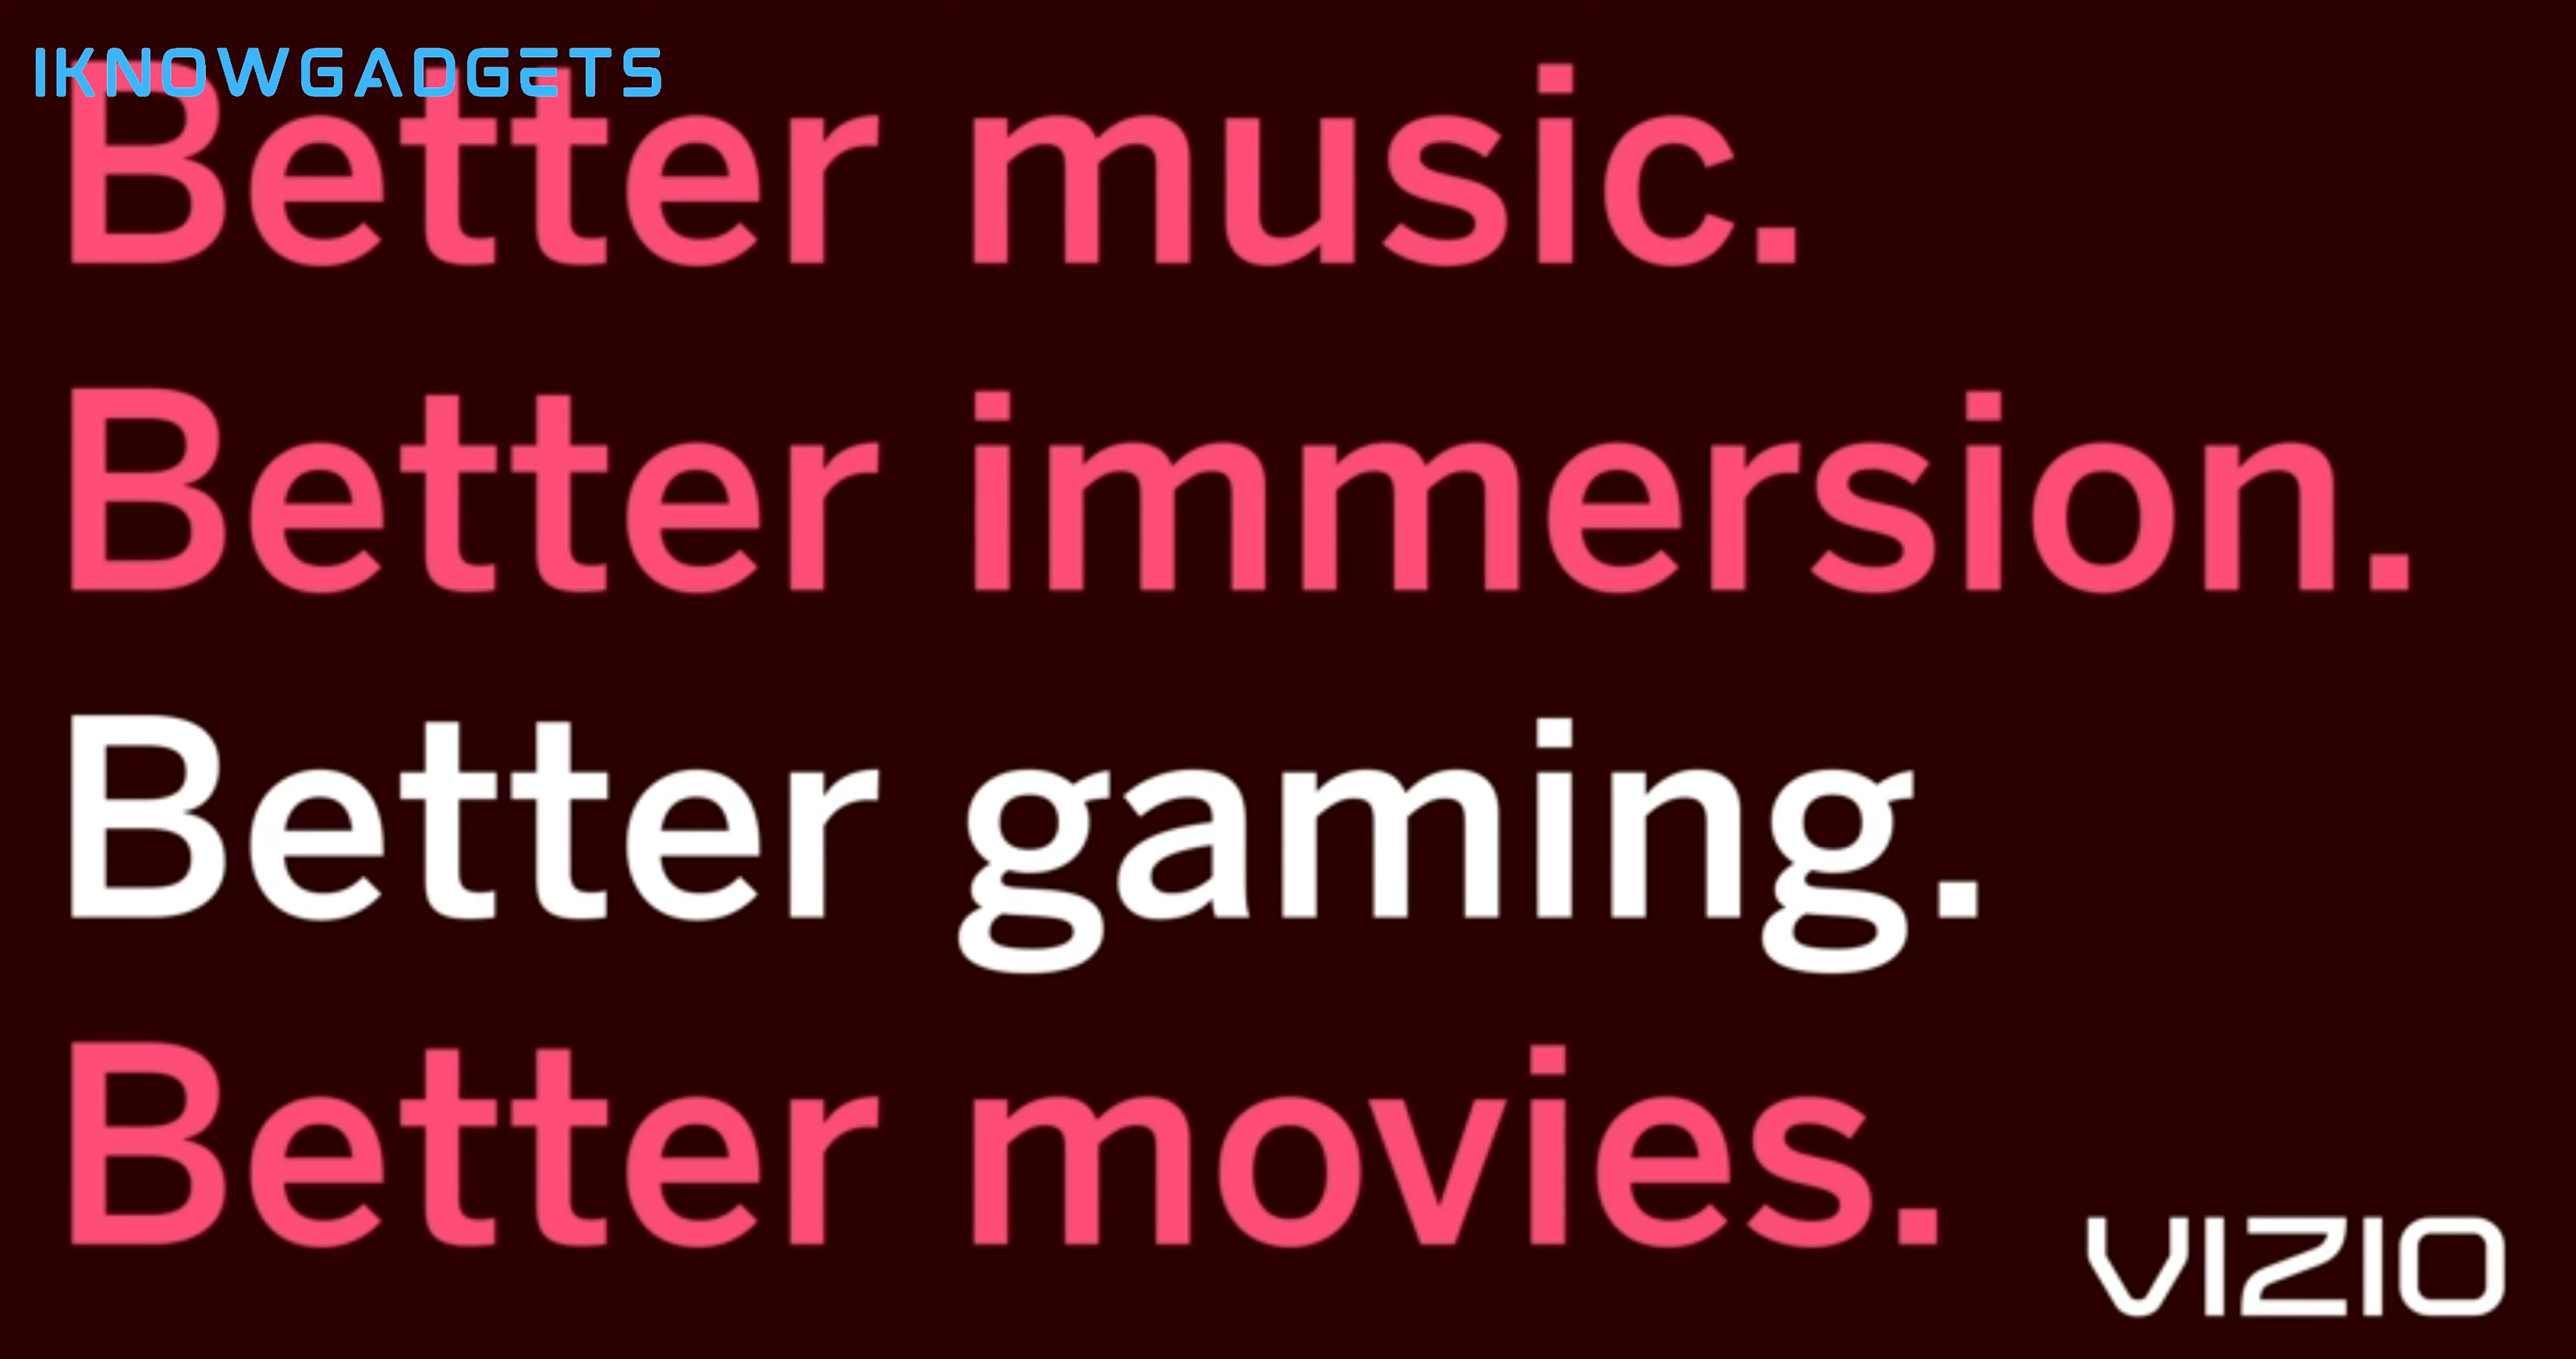 IKNOWGADGETS
Better music.
Better immersion.
Better gaming.
Better movies.
VIZIO